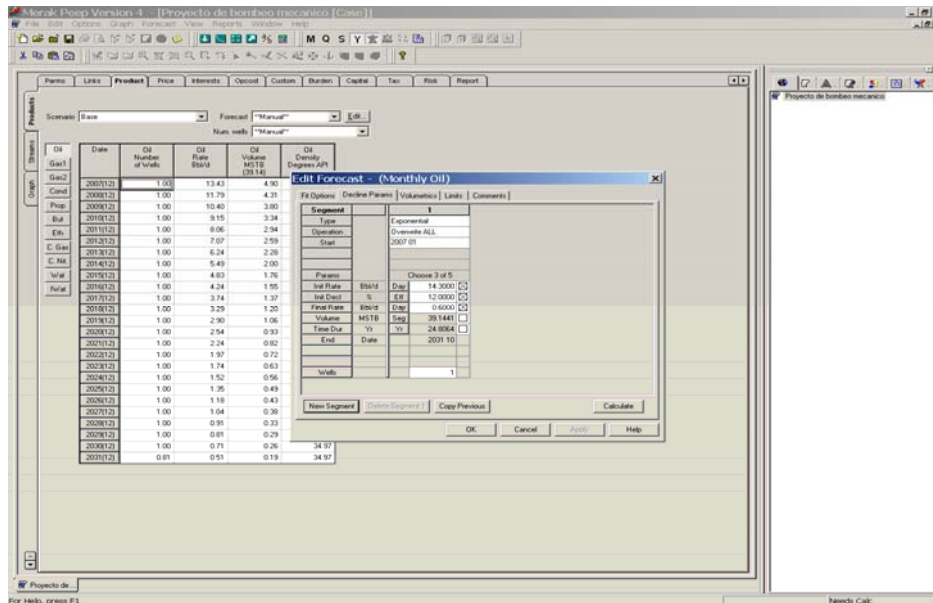 Merak Peep Version 4 - [Proyecto de bombeo mecanico [Case]]
File Edit Options Graph Forecast View Reports Window Help
M Q S Y
Parms Links Product Price Interests Opcost Custom Burden Capital Tax Risk Report
Products
Streams
Graph
Scenario Base Forecast "Manual" Edit...
Num. wells "Manual"
Oil
Gas1
Gas2
Cond
Prop
But
Eth
C. Gas
C. Nit.
Wat
IWat
Date Oil Number of Wells Oil Rate Bbl/d Oil Volume MSTB (39.14) Oil Density Degrees API
2007(12) 1.00 13.43 4.90
2008(12) 1.00 11.79 4.31
2009(12) 1.00 10.40 3.80
2010(12) 1.00 9.15 3.34
2011(12) 1.00 8.06 2.94
2012(12) 1.00 7.07 2.59
2013(12) 1.00 6.24 2.28
2014(12) 1.00 5.49 2.00
2015(12) 1.00 4.83 1.76
2016(12) 1.00 4.24 1.55
2017(12) 1.00 3.74 1.37
2018(12) 1.00 3.29 1.20
2019(12) 1.00 2.90 1.06
2020(12) 1.00 2.54 0.93
2021(12) 1.00 2.24 0.82
2022(12) 1.00 1.97 0.72
2023(12) 1.00 1.74 0.63
2024(12) 1.00 1.52 0.56
2025(12) 1.00 1.35 0.49
2026(12) 1.00 1.18 0.43
2027(12) 1.00 1.04 0.38
2028(12) 1.00 0.91 0.33
2029(12) 1.00 0.81 0.29
2030(12) 1.00 0.71 0.26 34.97
2031(12) 0.81 0.51 0.19 34.97
Edit Forecast - (Monthly Oil)
Fit Options Decline Params Volumetrics Limits Comments
Segment 1
Type Exponential
Operation Overwrite ALL
Start 2007 01
Params Choose 3 of 5
Init Rate Bbl/d Day 14.3000
Init Decl % Eff 12.0000
Final Rate Bbl/d Day 0.6000
Volume MSTB Seg 39.1441
Time Dur Yr Yr 24.8064
End Date 2031 10
Wells 1
New Segment Delete Segment 1 Copy Previous Calculate
OK Cancel Apply Help
Proyecto de bombeo mecanico
Proyecto de ...
For Help, press F1
Needs Calc